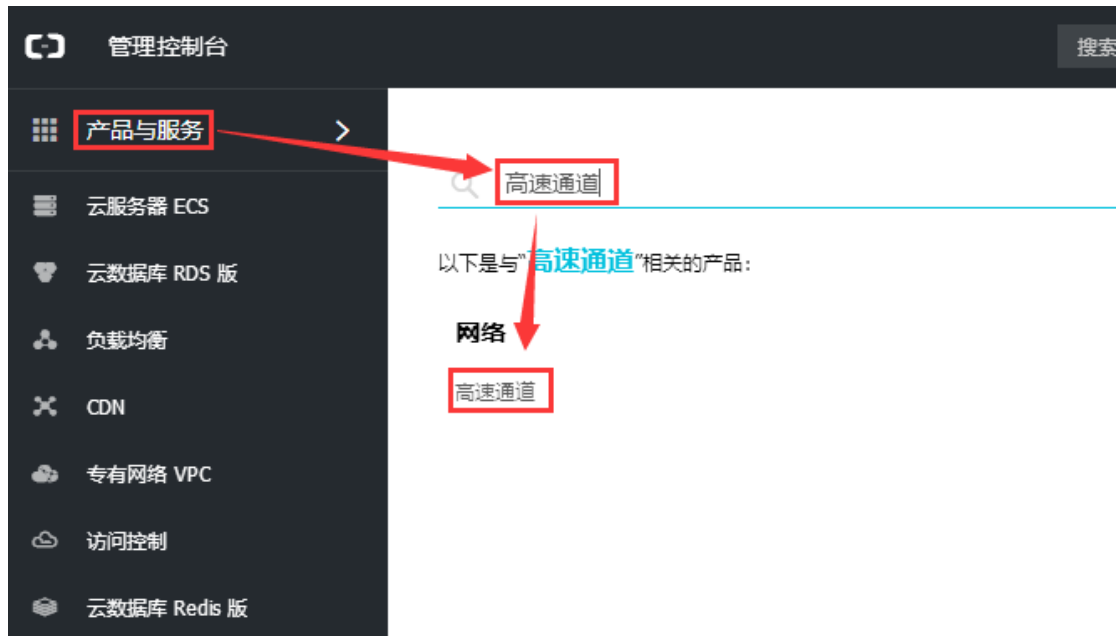 管理控制台
搜索
产品与服务
高速通道
云服务器 ECS
以下是与"高速通道"相关的产品:
云数据库 RDS 版
网络
负载均衡
高速通道
CDN
专有网络 VPC
访问控制
云数据库 Redis 版